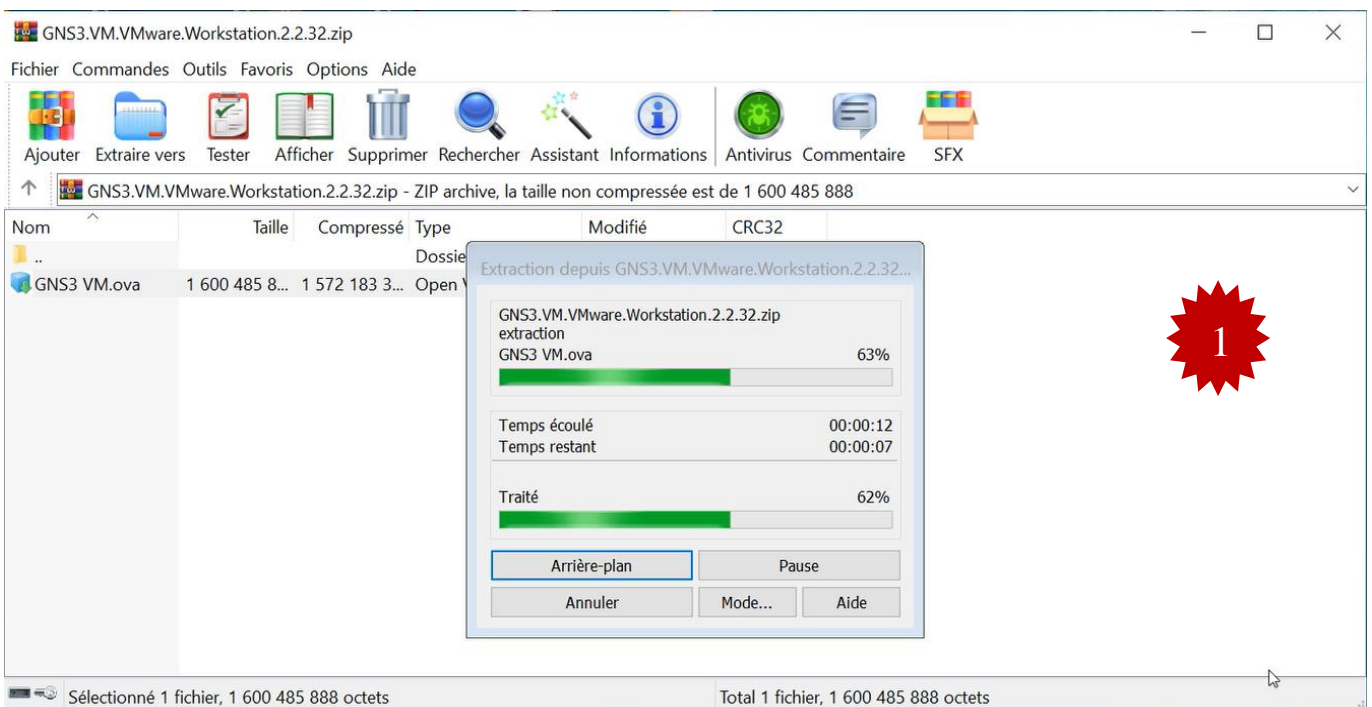 GNS3.VM.VMware.Workstation.2.2.32.zip
Fichier Commandes Outils Favoris Options Aide
Ajouter Extraire vers Tester Afficher Supprimer Rechercher Assistant Informations Antivirus Commentaire SFX
GNS3.VM.VMware.Workstation.2.2.32.zip - ZIP archive, la taille non compressée est de 1 600 485 888
Nom Taille Compressé Type Modifié CRC32
.. Dossie
GNS3 VM.ova 1 600 485 8... 1 572 183 3... Open
Extraction depuis GNS3.VM.VMware.Workstation.2.2.32...
GNS3.VM.VMware.Workstation.2.2.32.zip
extraction
GNS3 VM.ova 63%
Temps écoulé 00:00:12
Temps restant 00:00:07
Traité 62%
Arrière-plan Pause
Annuler Mode... Aide
1
Sélectionné 1 fichier, 1 600 485 888 octets Total 1 fichier, 1 600 485 888 octets